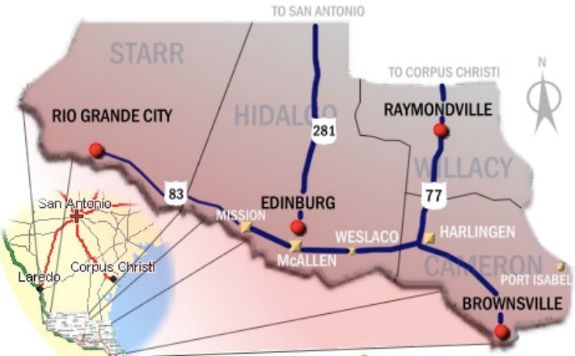 TO SAN ANTONIO
STARR
TO CORPUS CHRISTI
RIO GRANDE CITY
HIDALGO
RAYMONDVILLE
N
281
WILLACY
83
77
San Antonio
EDINBURG
MISSION
WESLACO
HARLINGEN
McALLEN
Laredo
Corpus Christi
CAMERON
PORT ISABEL
BROWNSVILLE